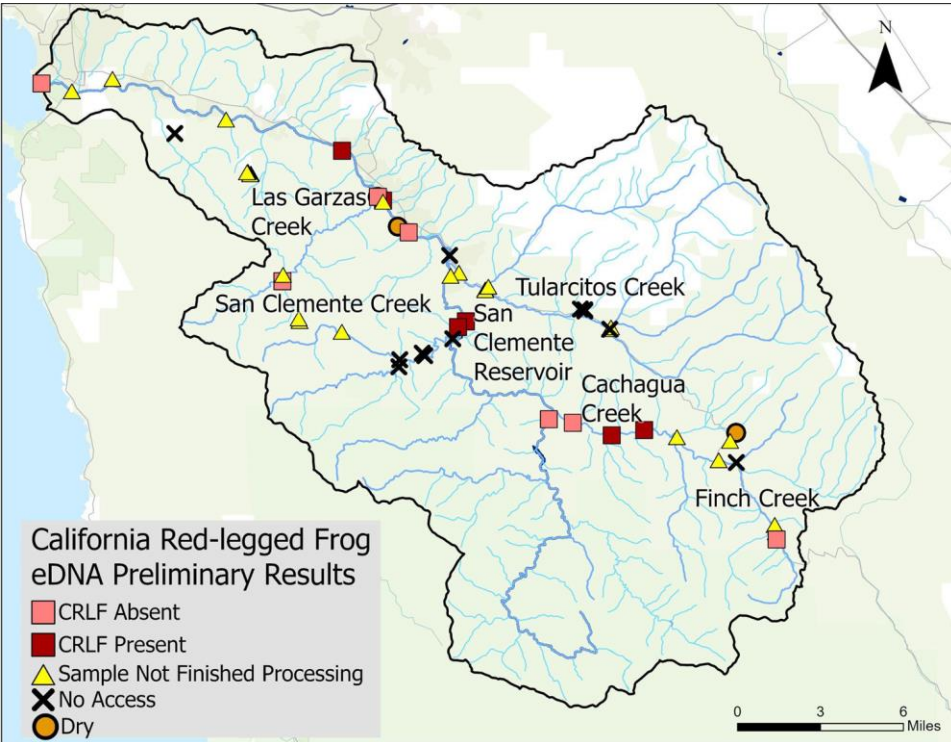 N
Las Garzas
Creek
San Clemente Creek
Tularcitos Creek
San
Clemente
Reservoir
Cachagua
Creek
Finch Creek
California Red-legged Frog
eDNA Preliminary Results
CRLF Absent
CRLF Present
Sample Not Finished Processing
No Access
Dry
0 3 6
Miles